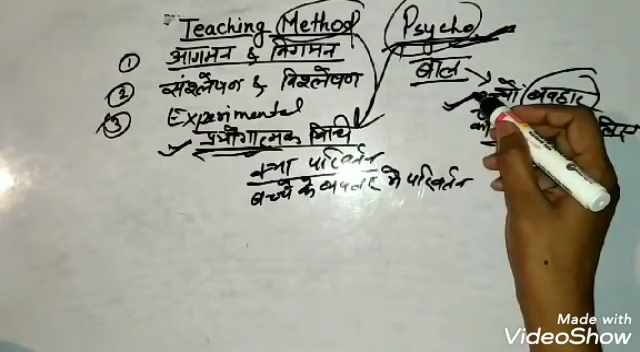 Teaching Method
① आगमन & निगमन
② संश्लेषण & विश्लेषण
③ Experimental
प्रयोगात्मक विधि
नया परिवर्तन
बच्चे के व्यवहार में परिवर्तन
Psycho
बाल
व्यवहार
Made with
VideoShow